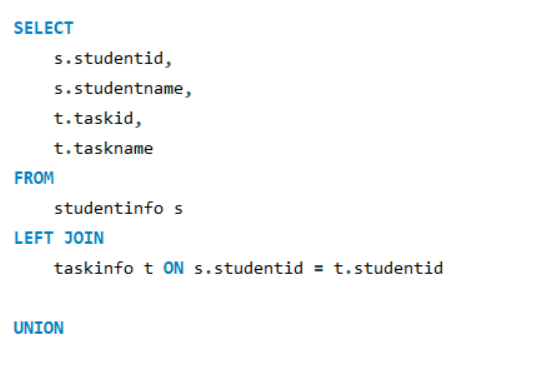 SELECT
    s.studentid,
    s.studentname,
    t.taskid,
    t.taskname
FROM
    studentinfo s
LEFT JOIN
    taskinfo t ON s.studentid = t.studentid

UNION